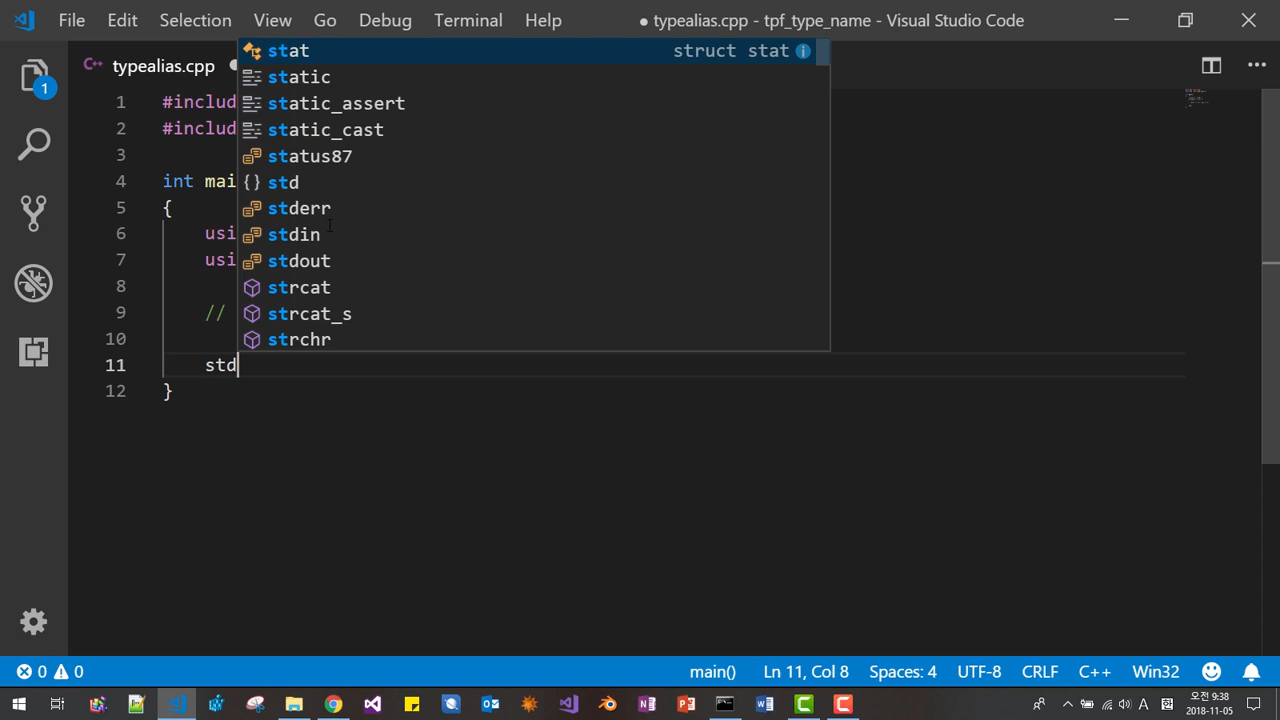 File Edit Selection View Go Debug Terminal Help ● typealias.cpp - tpf_type_name - Visual Studio Code
typealias.cpp
stat struct stat
static
static_assert
static_cast
status87
std
stderr
stdin
stdout
strcat
strcat_s
strchr
1 #includ
2 #includ
3
4 int mai
5 {
6 usi
7 usi
8
9 //
10
11 std
12 }
1
0 0 main() Ln 11, Col 8 Spaces: 4 UTF-8 CRLF C++ Win32
A 오전 9:38
2018-11-05